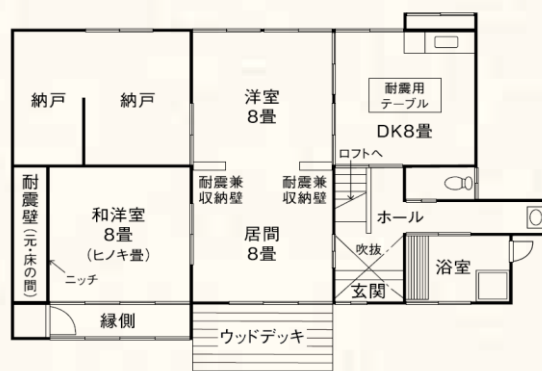 納戸
納戸
洋室
8畳
耐震用
テーブル
DK8畳
ロフトへ
耐震兼
収納壁
耐震兼
収納壁
耐震壁（元・床の間）
和洋室
8畳
（ヒノキ畳）
ニッチ
居間
8畳
ホール
吹抜
玄関
浴室
縁側
ウッドデッキ